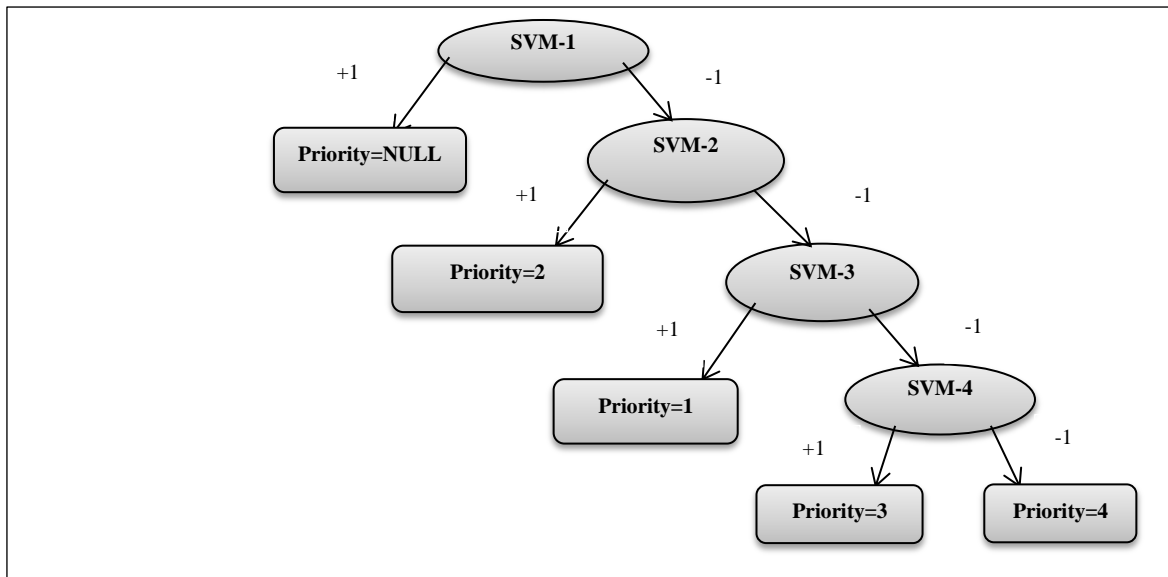 SVM-1
+1
-1
Priority=NULL
SVM-2
+1
-1
Priority=2
SVM-3
+1
-1
Priority=1
SVM-4
+1
-1
Priority=3
Priority=4